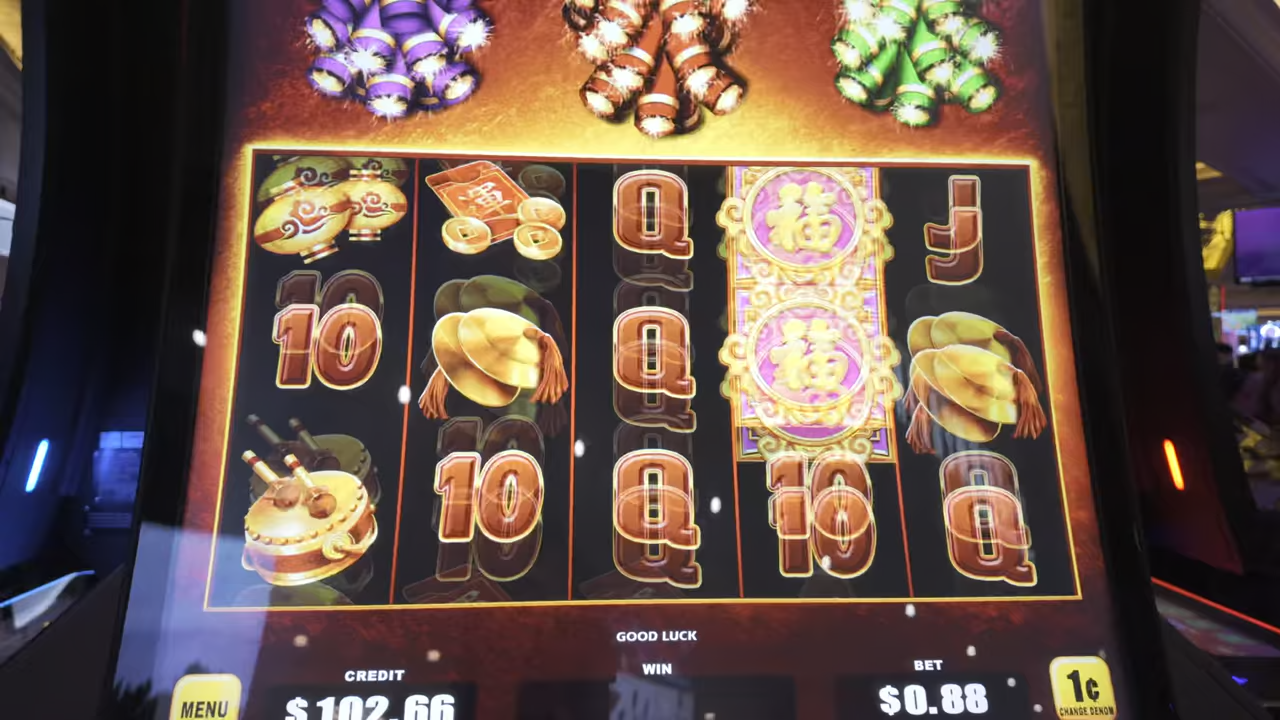 Q 福 J
10 Q 福
10 Q 10 Q
GOOD LUCK
CREDIT WIN BET
MENU $102.66 $0.88 1¢
CHANGE DENOM